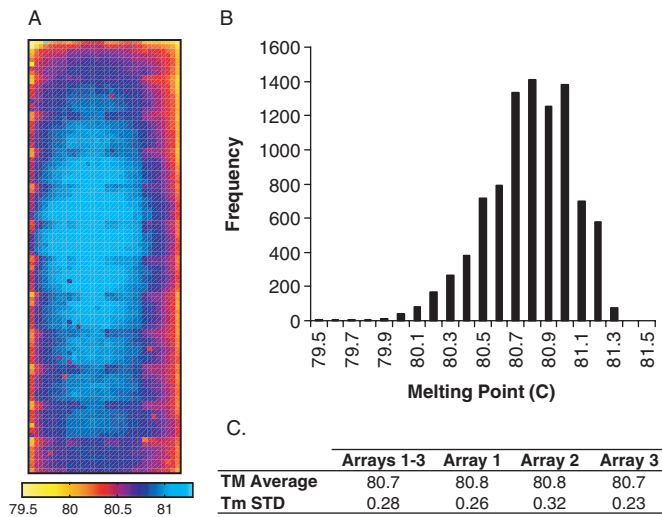 A
79.5 80 80.5 81
B
1600
1400
1200
1000
800
600
400
200
0
Frequency
79.5 79.7 79.9 80.1 80.3 80.5 80.7 80.9 81.1 81.3 81.5
Melting Point (C)
C.
Arrays 1-3 Array 1 Array 2 Array 3
TM Average 80.7 80.8 80.8 80.7
Tm STD 0.28 0.26 0.32 0.23